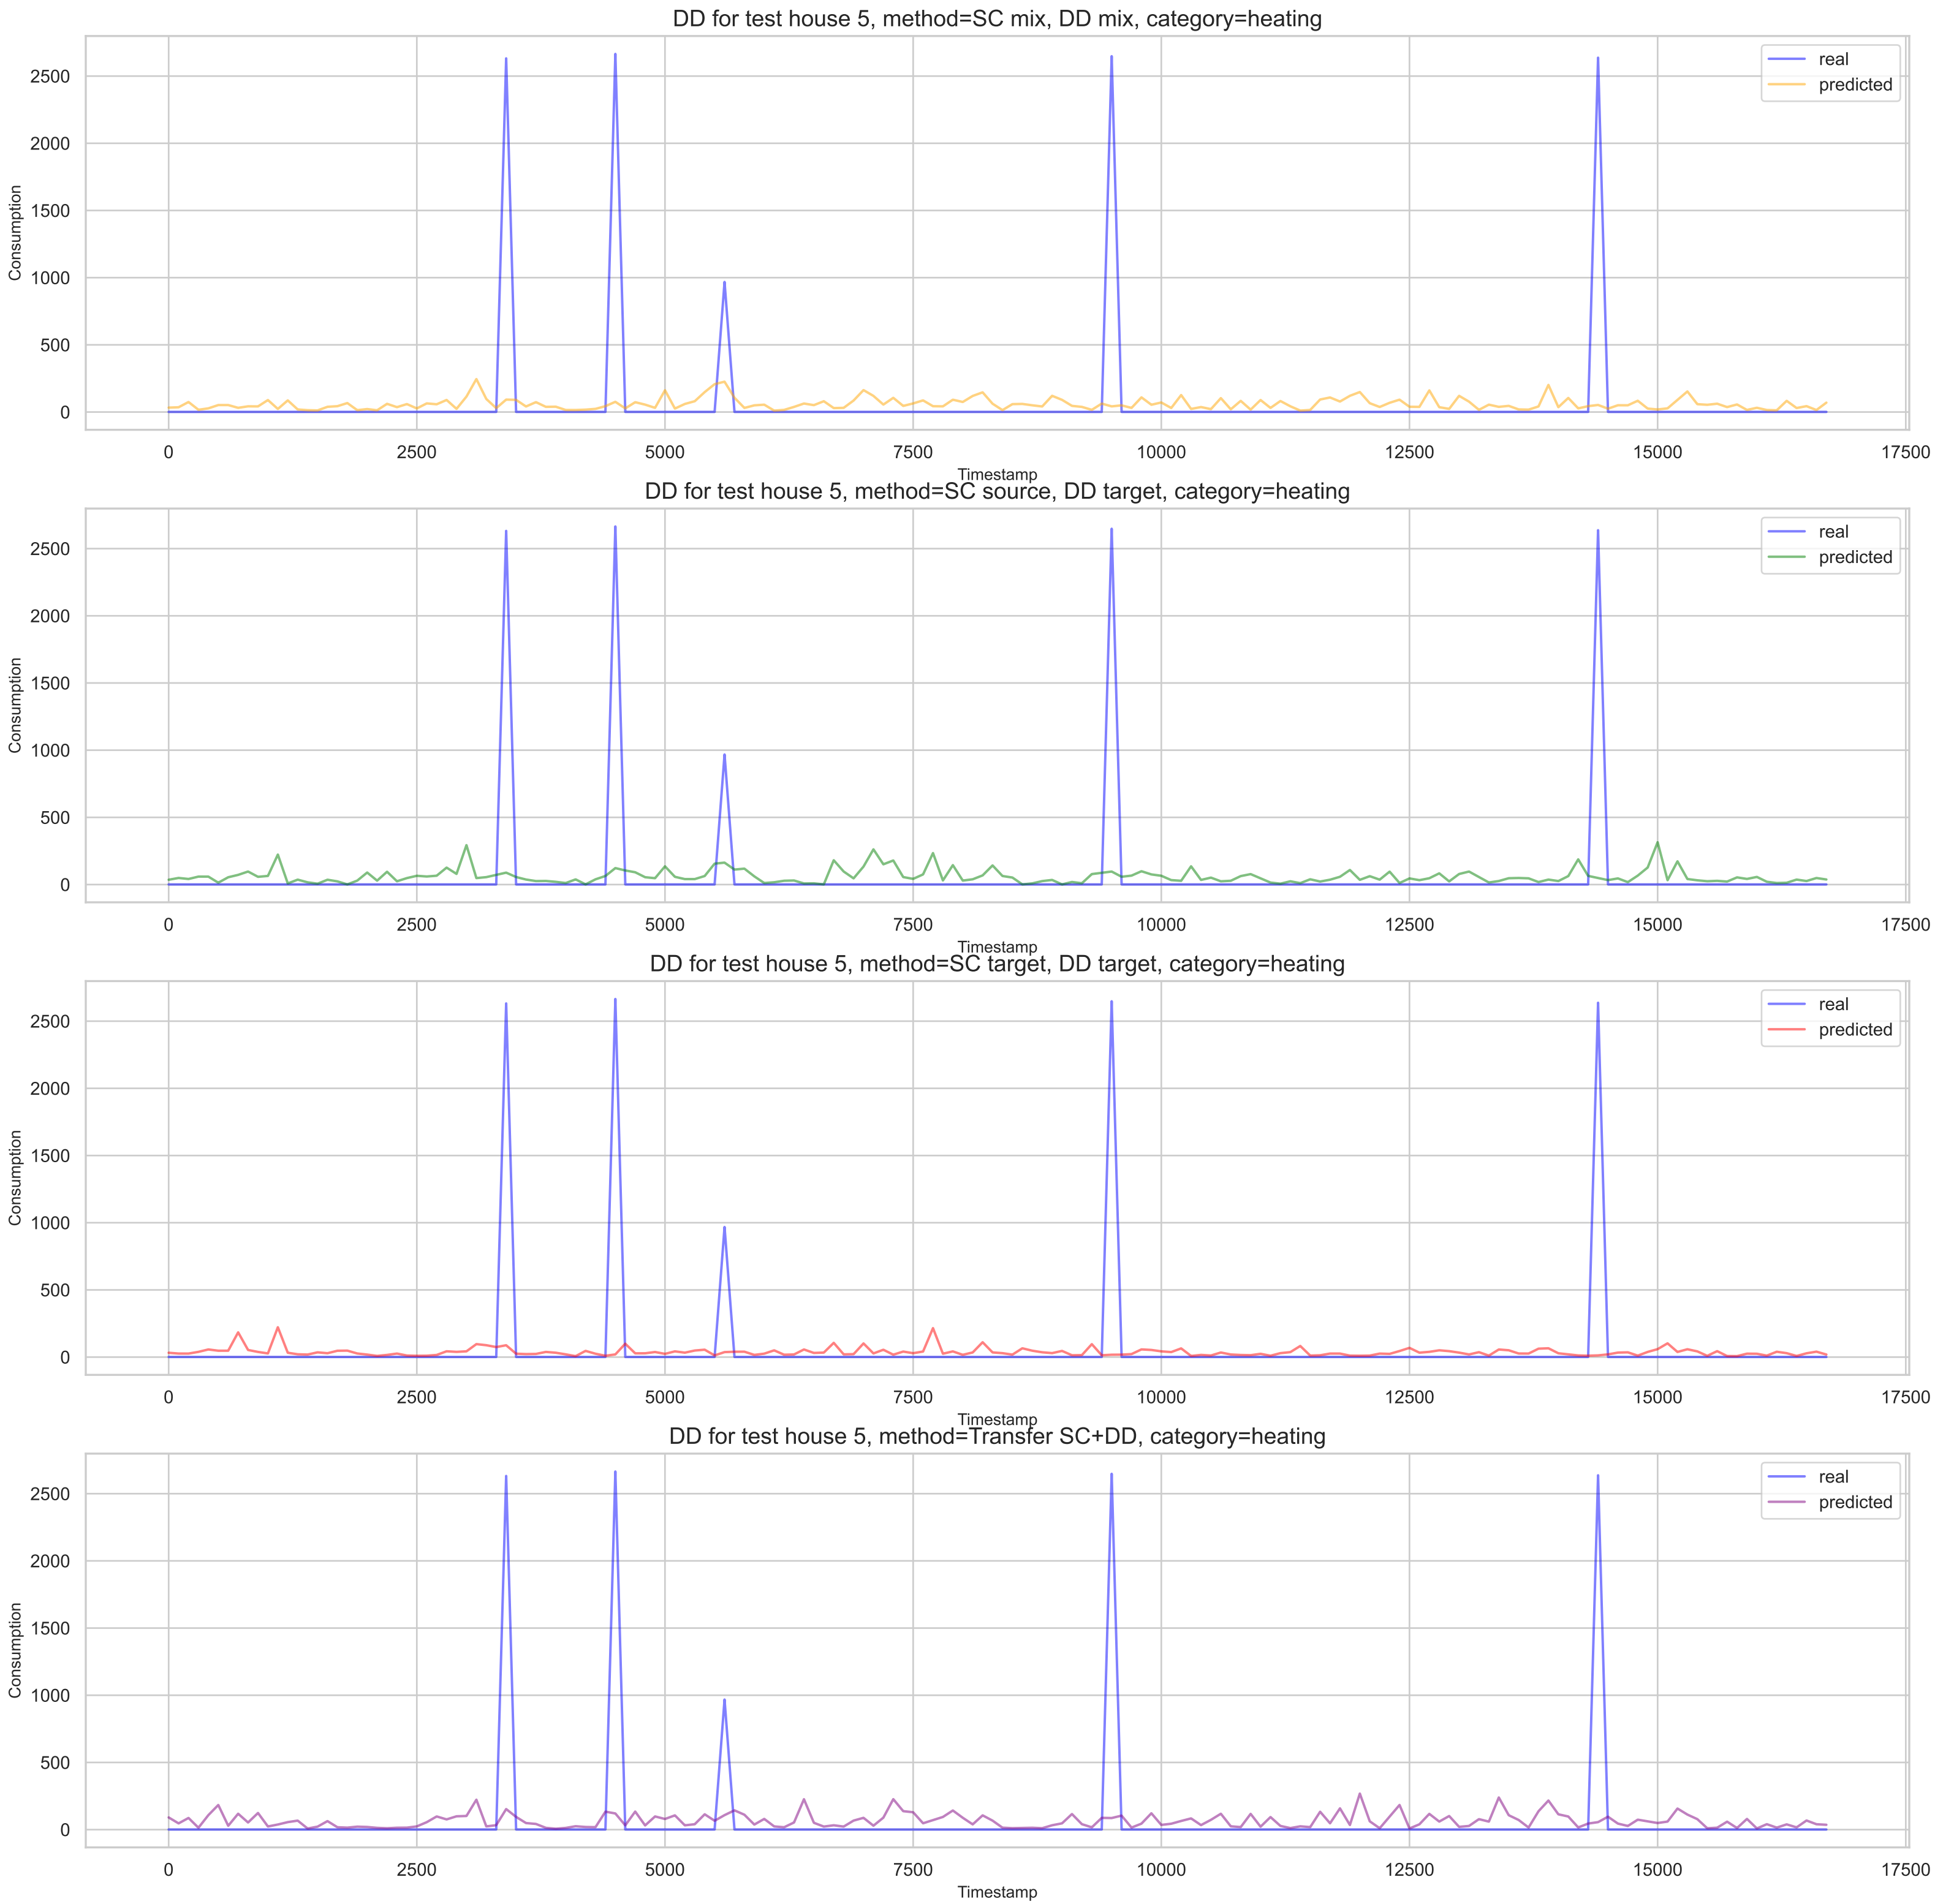 DD for test house 5, method=SC mix, DD mix, category=heating
real
predicted
Consumption
2500
2000
1500
1000
500
0
0 2500 5000 7500 10000 12500 15000 17500
Timestamp
DD for test house 5, method=SC source, DD target, category=heating
real
predicted
Consumption
2500
2000
1500
1000
500
0
0 2500 5000 7500 10000 12500 15000 17500
Timestamp
DD for test house 5, method=SC target, DD target, category=heating
real
predicted
Consumption
2500
2000
1500
1000
500
0
0 2500 5000 7500 10000 12500 15000 17500
Timestamp
DD for test house 5, method=Transfer SC+DD, category=heating
real
predicted
Consumption
2500
2000
1500
1000
500
0
0 2500 5000 7500 10000 12500 15000 17500
Timestamp